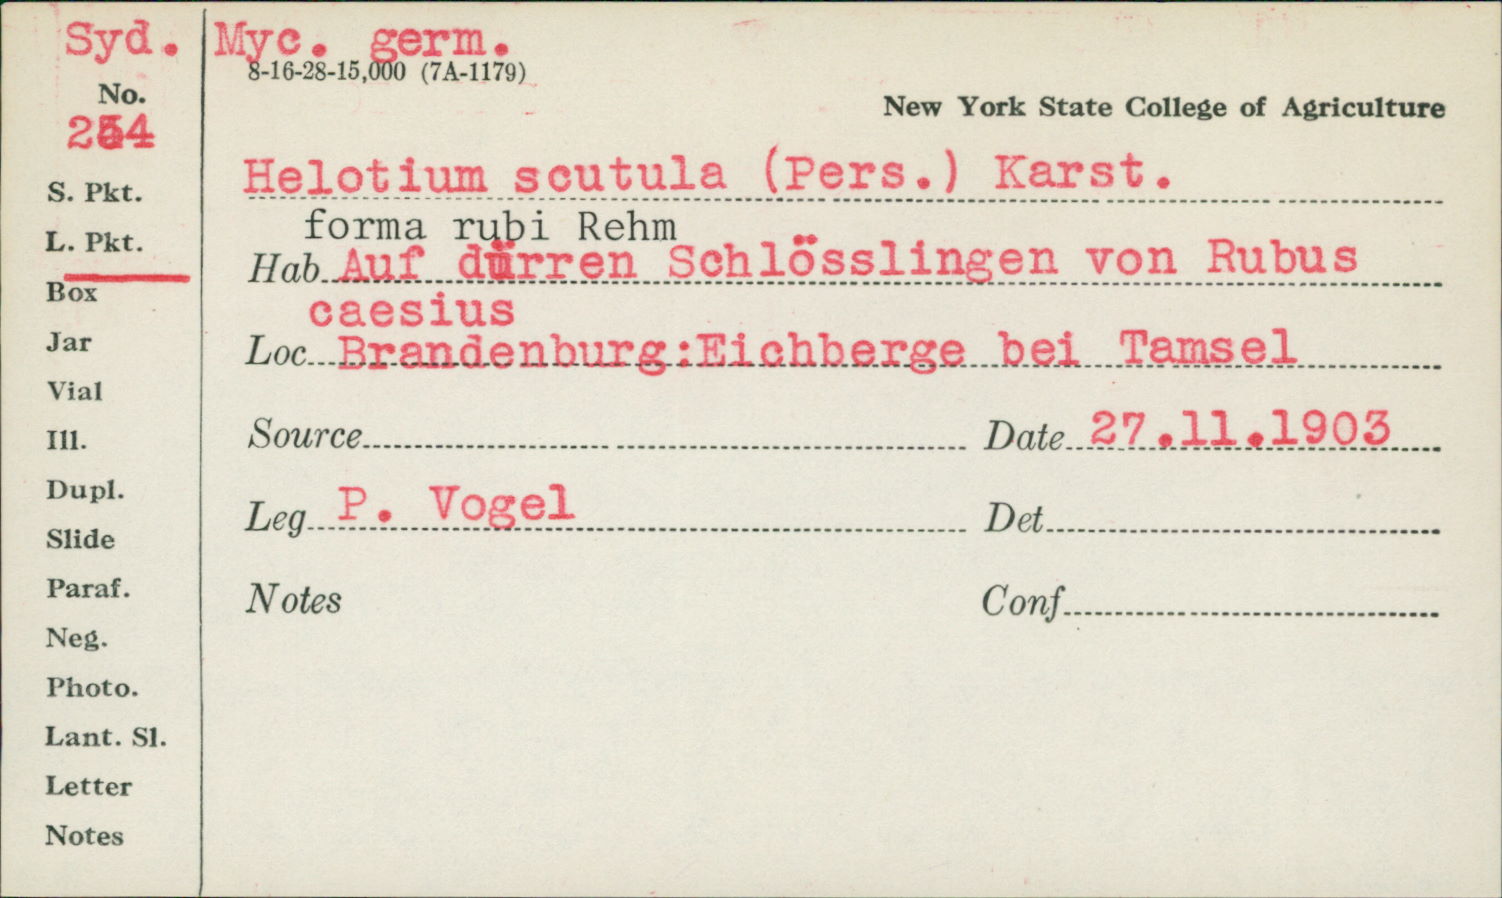 Syd. Myc. germ.
8-16-28-15,000 (7A-1179)
No.
New York State College of Agriculture
254
Helotium scutula (Pers.) Karst.
S. Pkt.
forma rubi Rehm
L. Pkt.
Hab Auf dürren Schlösslingen von Rubus
Box
caesius
Jar
Loc Brandenburg:Eichberge bei Tamsel
Vial
Ill.
Source Date 27.11.1903
Dupl.
Leg P. Vogel Det
Slide
Paraf.
Notes Conf
Neg.
Photo.
Lant. Sl.
Letter
Notes